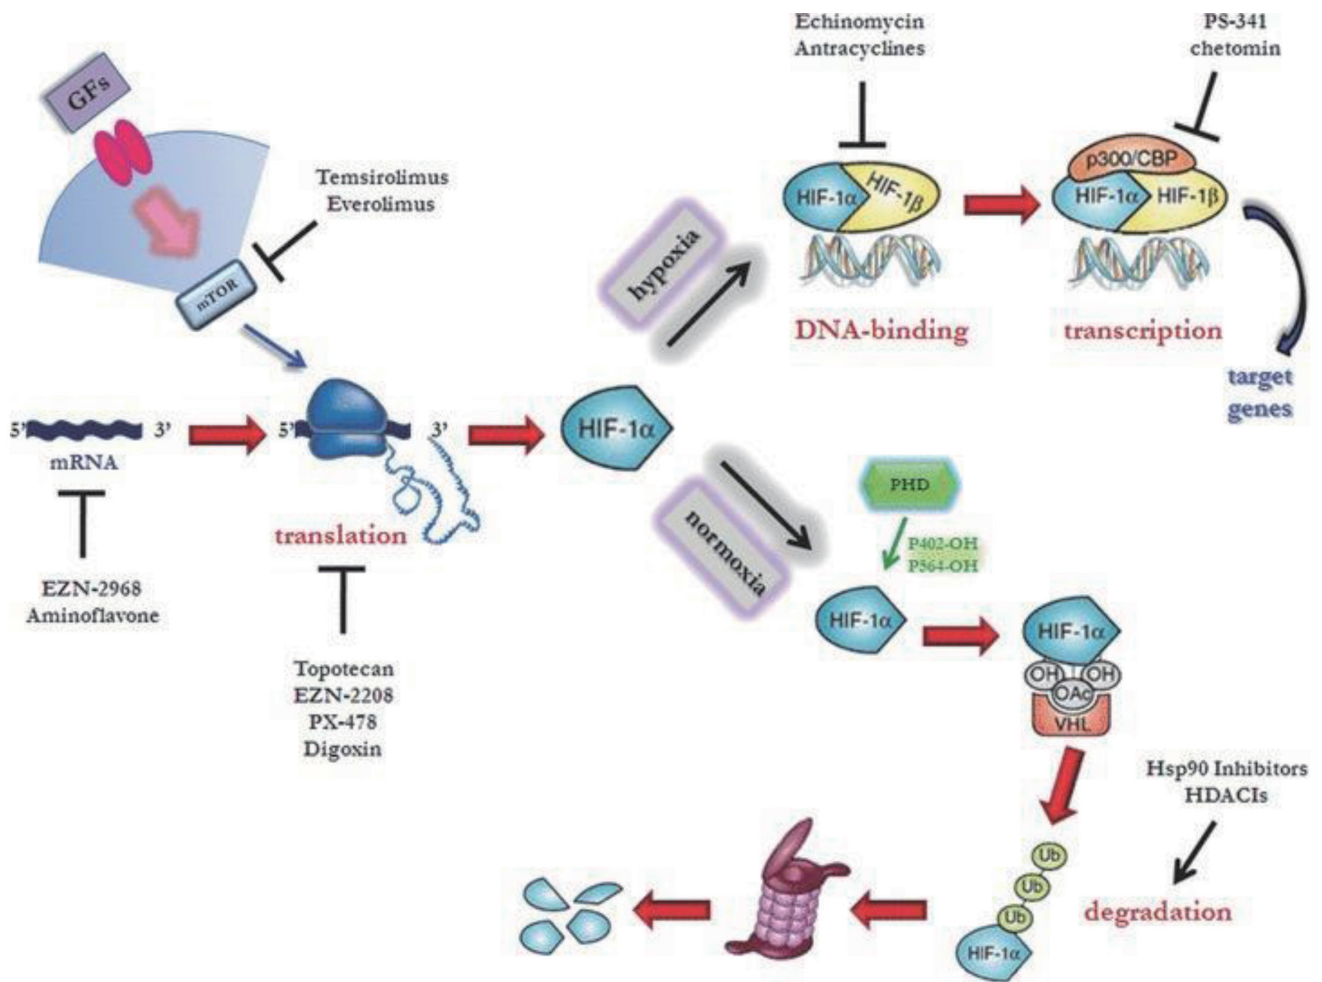 Echinomycin
Antracyclines
PS-341
chetomin
GFs
Temsirolimus
Everolimus
mTOR
hypoxia
HIF-1α
HIF-1β
p300/CBP
HIF-1α
HIF-1β
DNA-binding
transcription
target
genes
5’
3’
mRNA
5’
3’
translation
HIF-1α
EZN-2968
Aminoflavone
Topotecan
EZN-2208
PX-478
Digoxin
normoxia
PHD
P402-OH
P564-OH
HIF-1α
HIF-1α
OH
OH
OAc
VHL
Hsp90 Inhibitors
HDACIs
degradation
Ub
Ub
Ub
HIF-1α